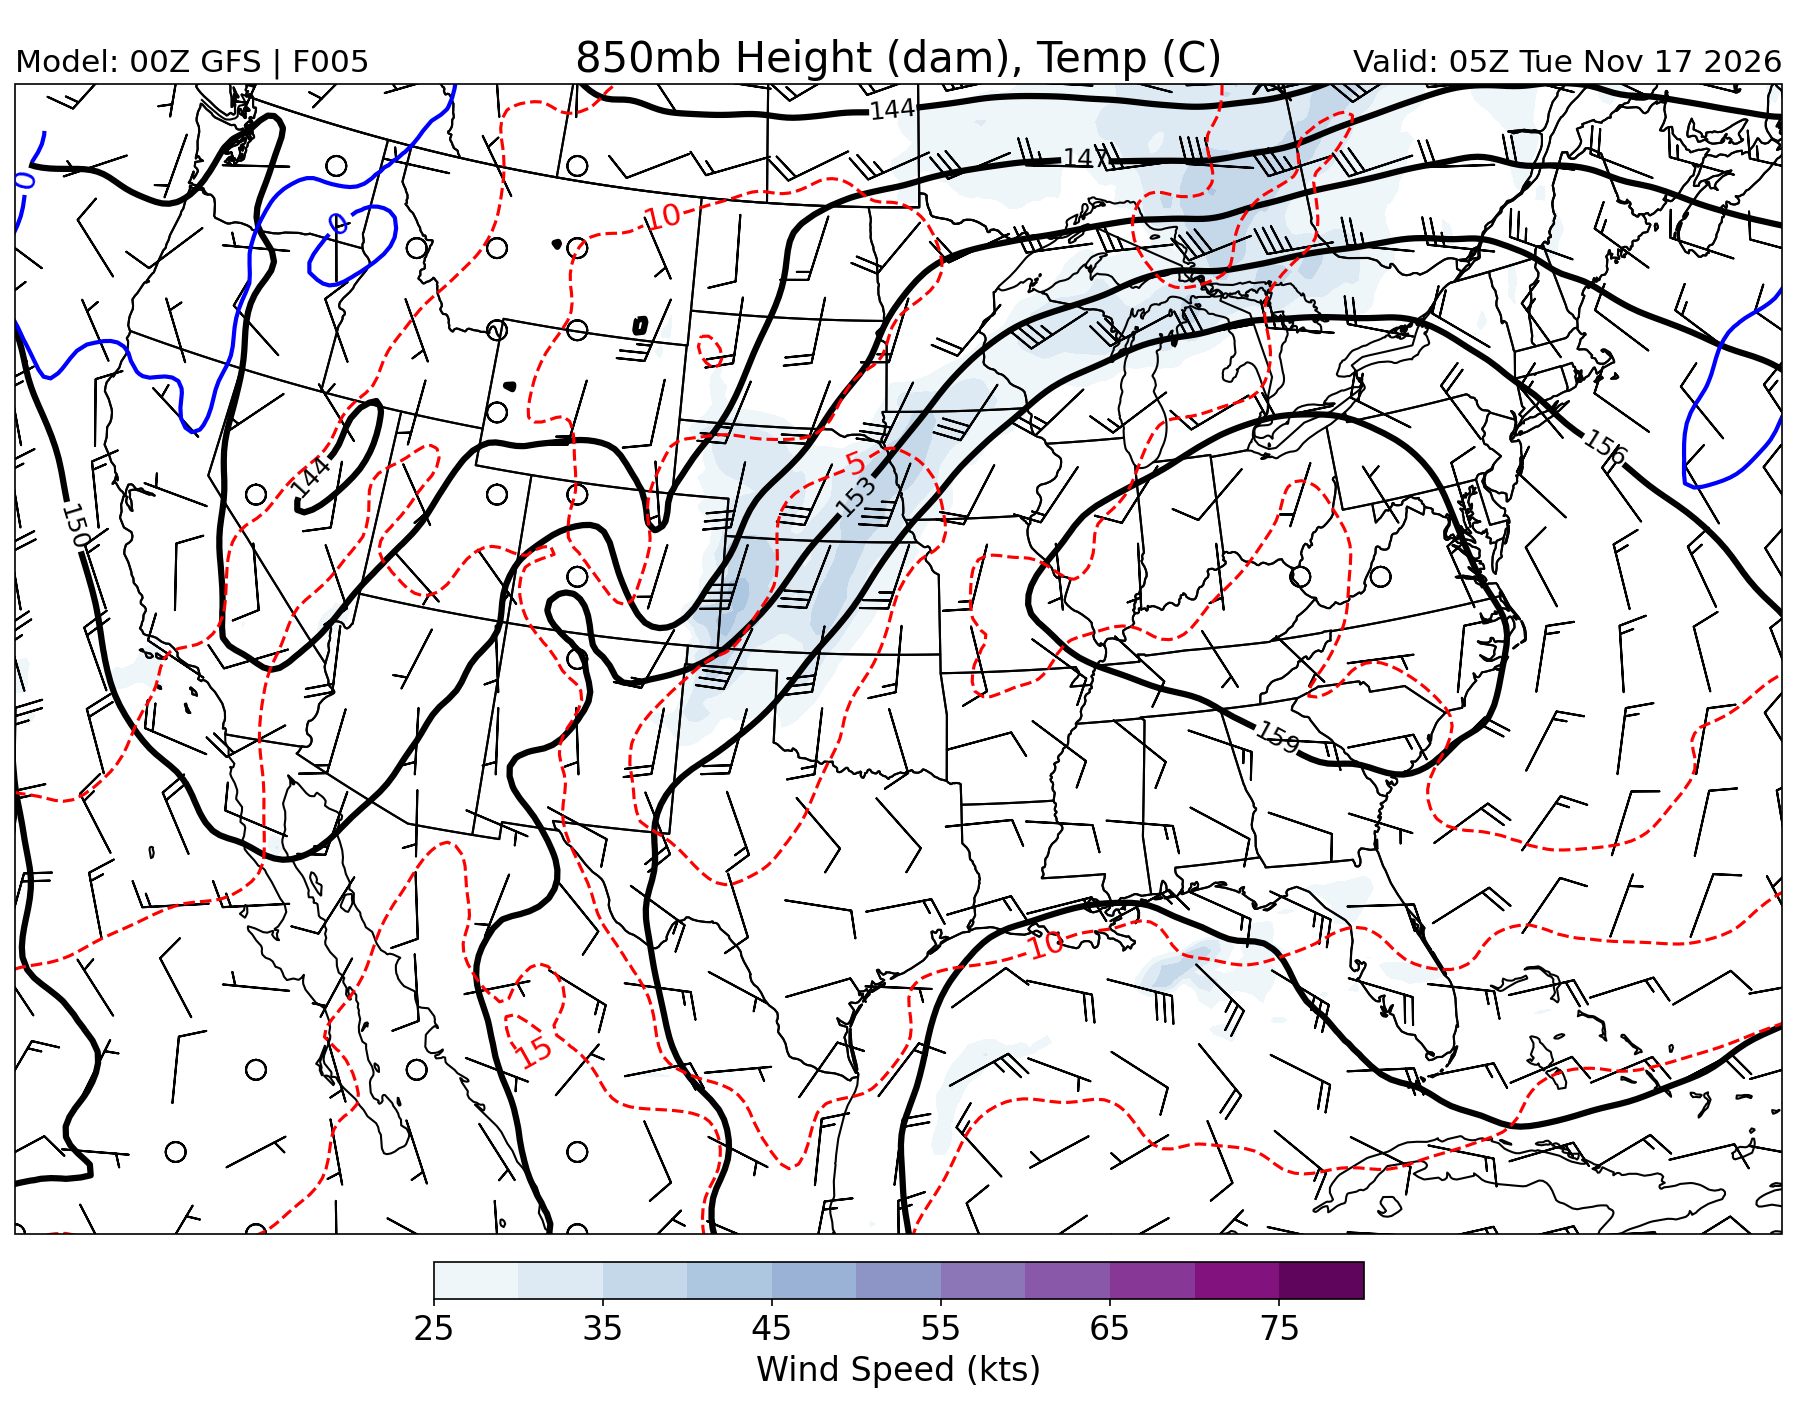 Model: 00Z GFS | F005
850mb Height (dam), Temp (C)
Valid: 05Z Tue Nov 17 2026
144
147
0
0
10
144
5
153
156
150
159
10
15
25 35 45 55 65 75
Wind Speed (kts)